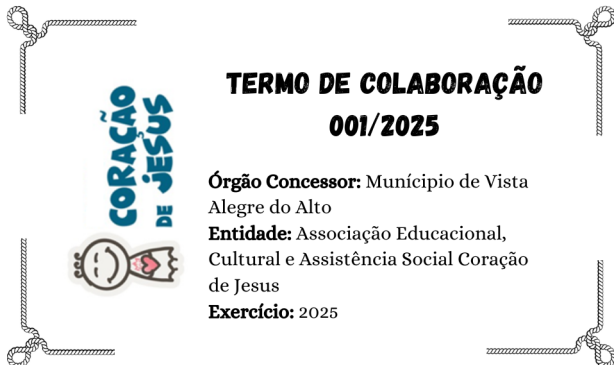 CORAÇÃO
DE JESUS
TERMO DE COLABORAÇÃO
001/2025
Órgão Concessor: Munícipio de Vista
Alegre do Alto
Entidade: Associação Educacional,
Cultural e Assistência Social Coração
de Jesus
Exercício: 2025